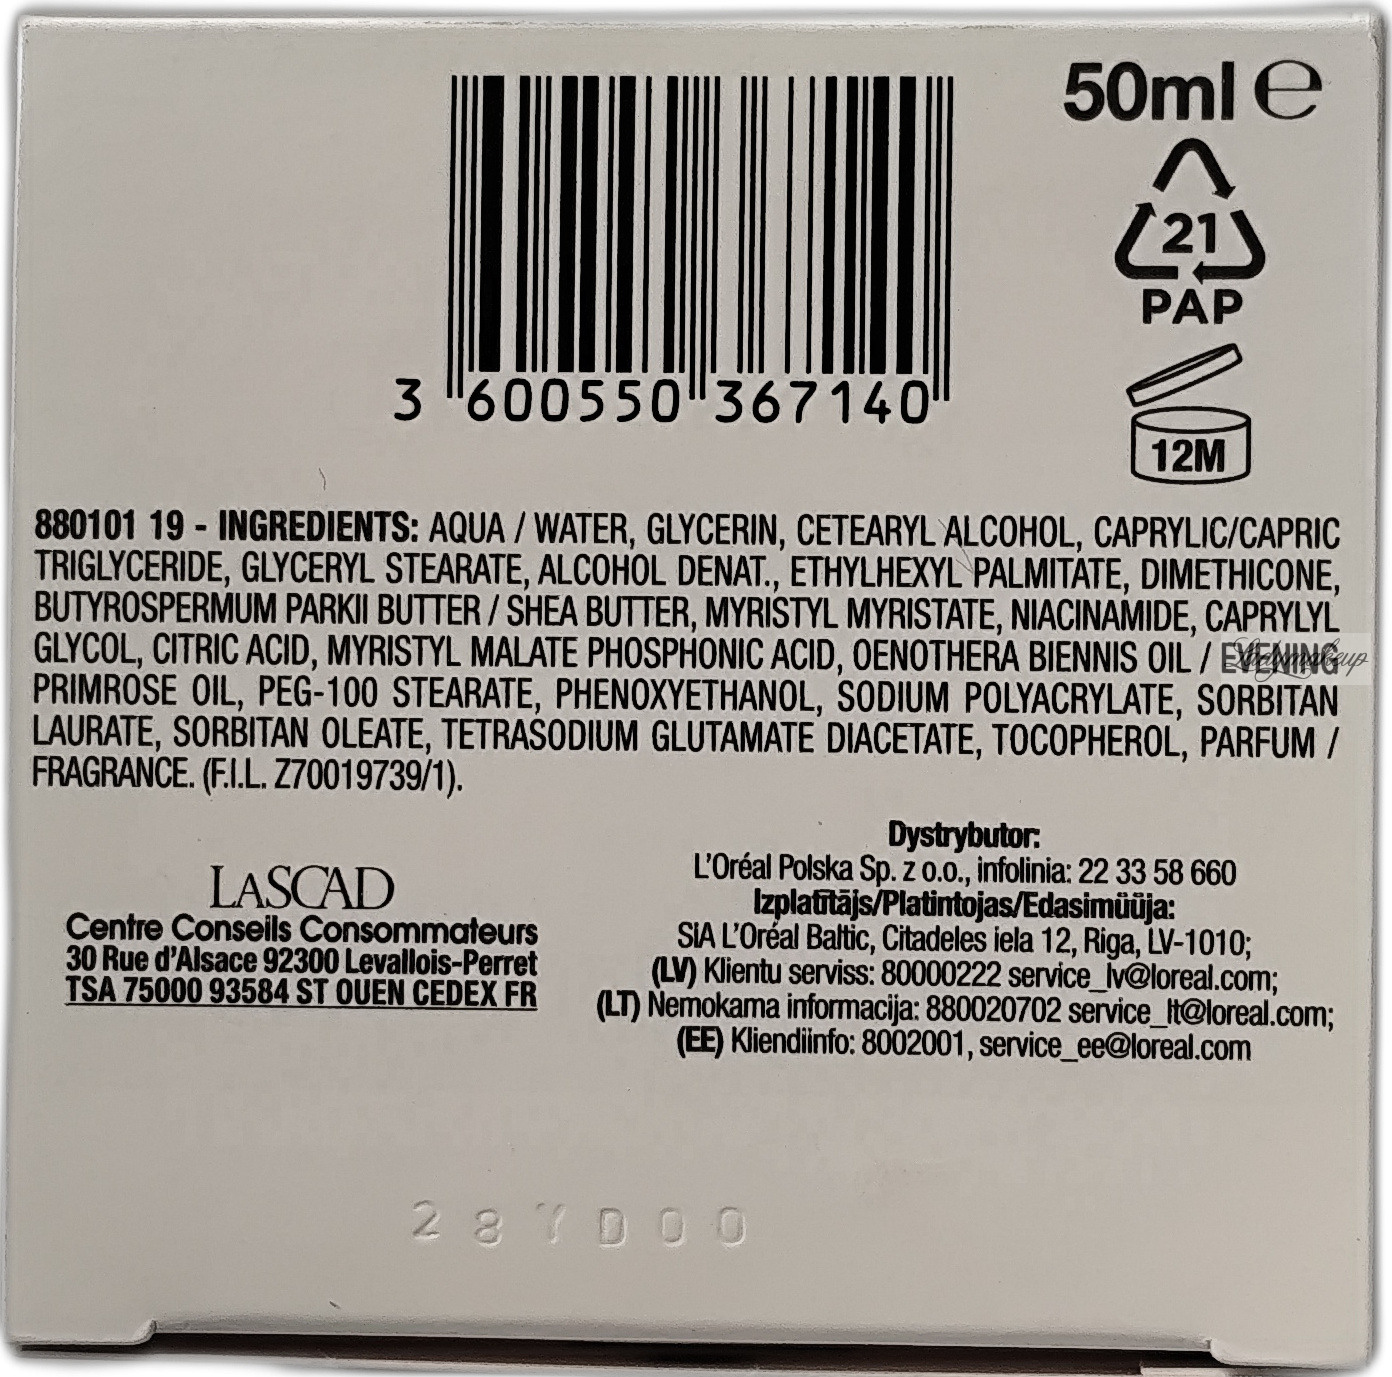 50ml e
21
PAP
3 600550 367140
12M
880101 19 - INGREDIENTS: AQUA / WATER, GLYCERIN, CETEARYL ALCOHOL, CAPRYLIC/CAPRIC
TRIGLYCERIDE, GLYCERYL STEARATE, ALCOHOL DENAT., ETHYLHEXYL PALMITATE, DIMETHICONE,
BUTYROSPERMUM PARKII BUTTER / SHEA BUTTER, MYRISTYL MYRISTATE, NIACINAMIDE, CAPRYLYL
GLYCOL, CITRIC ACID, MYRISTYL MALATE PHOSPHONIC ACID, OENOTHERA BIENNIS OIL / EVENING
Ladymakeup
PRIMROSE OIL, PEG-100 STEARATE, PHENOXYETHANOL, SODIUM POLYACRYLATE, SORBITAN
LAURATE, SORBITAN OLEATE, TETRASODIUM GLUTAMATE DIACETATE, TOCOPHEROL, PARFUM /
FRAGRANCE. (F.I.L. Z70019739/1).
LASCAD
Centre Conseils Consommateurs
30 Rue d'Alsace 92300 Levallois-Perret
TSA 75000 93584 ST OUEN CEDEX FR
Dystrybutor:
L'Oréal Polska Sp. z o.o., infolinia: 22 33 58 660
Izplatītājs/Platintojas/Edasimüüja:
SIA L'Oréal Baltic, Citadeles iela 12, Riga, LV-1010;
(LV) Klientu serviss: 80000222 service_lv@loreal.com;
(LT) Nemokama informacija: 880020702 service_lt@loreal.com;
(EE) Kliendiinfo: 8002001, service_ee@loreal.com